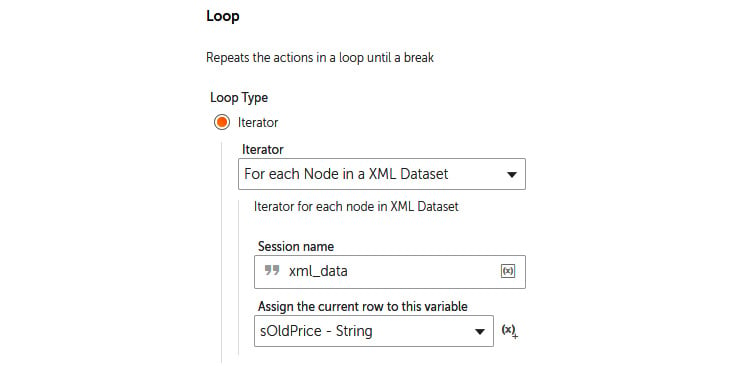 Loop
Repeats the actions in a loop until a break
Loop Type
Iterator
Iterator
For each Node in a XML Dataset
Iterator for each node in XML Dataset
Session name
" xml_data (x)
Assign the current row to this variable
sOldPrice - String (x)+